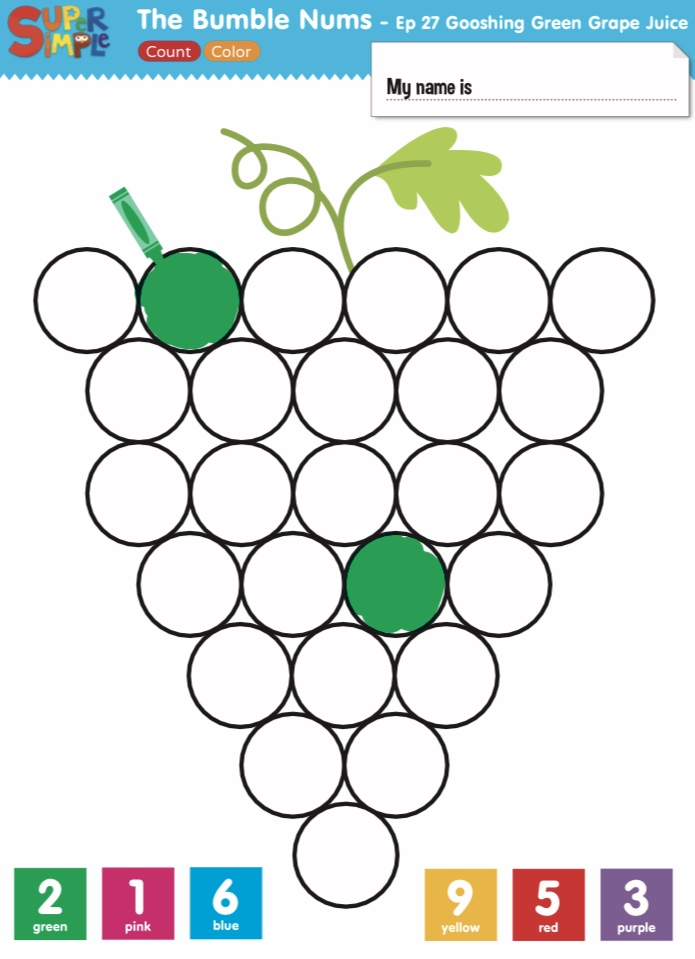 SUPER
SiMPLE
The Bumble Nums - Ep 27 Gooshing Green Grape Juice
Count Color
My name is
2 1 6 9 5 3
green pink blue yellow red purple